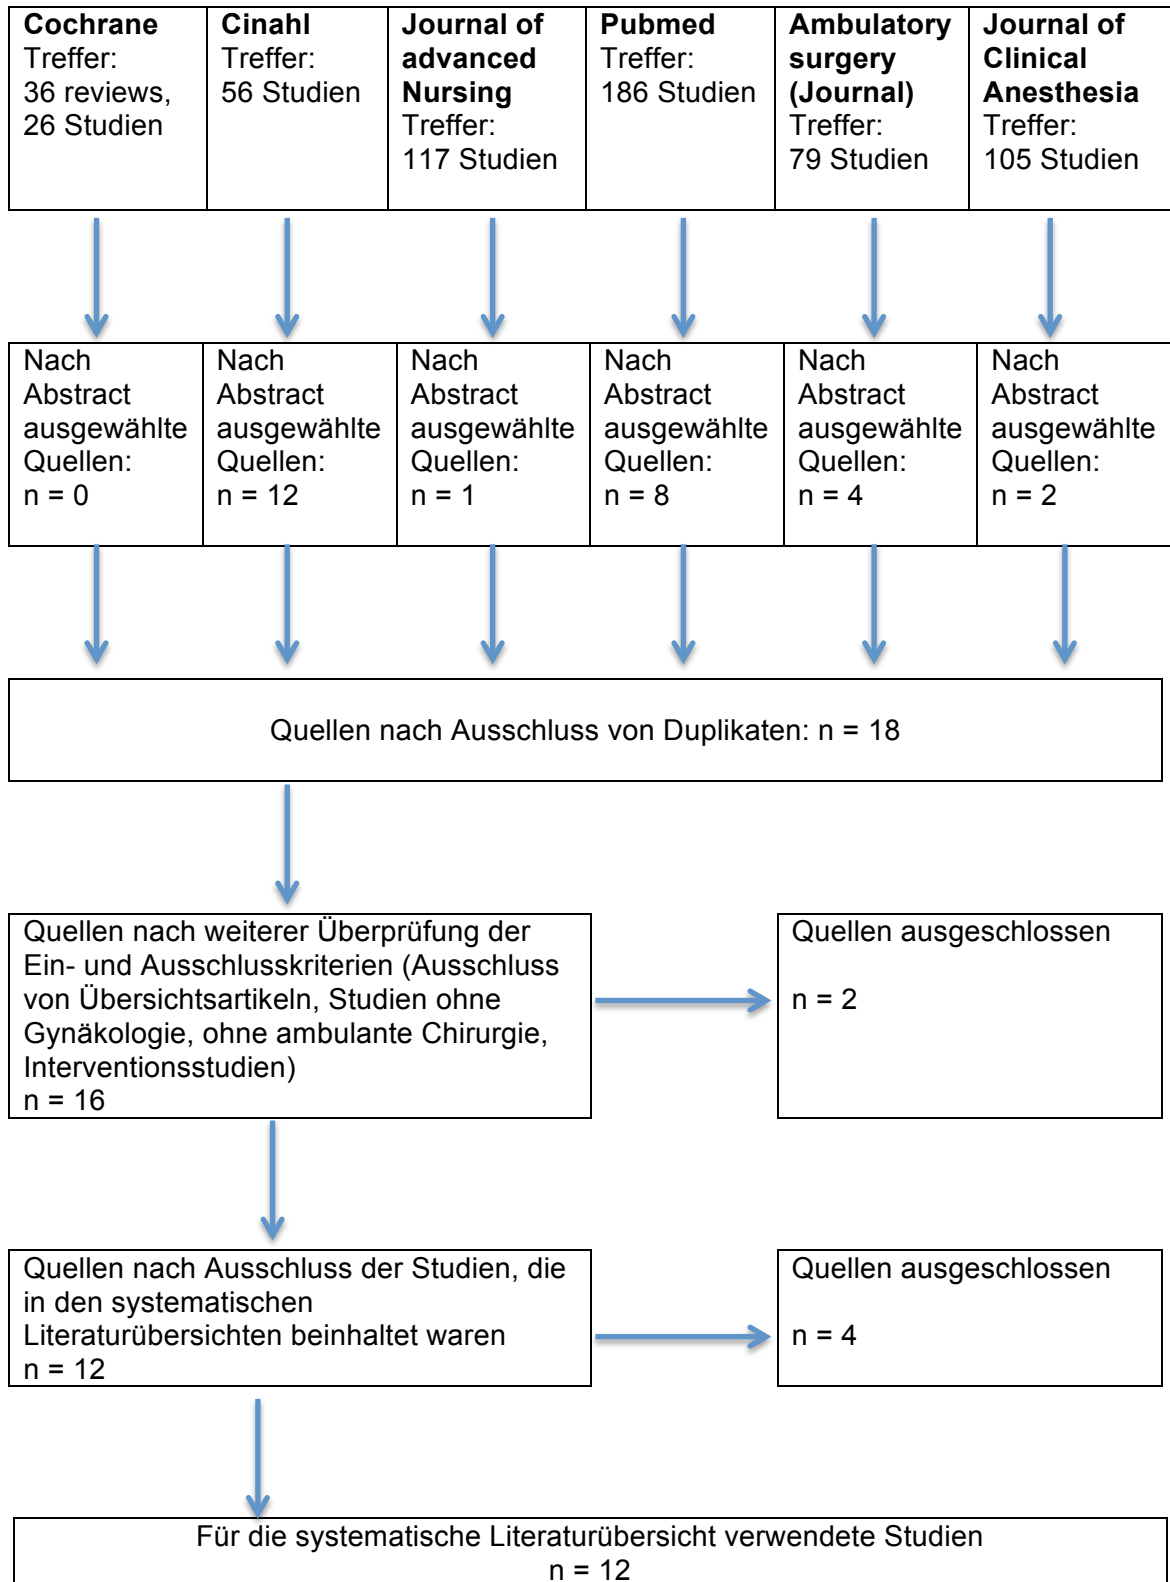 Cochrane
Treffer:
36 reviews,
26 Studien
Cinahl
Treffer:
56 Studien
Journal of
advanced
Nursing
Treffer:
117 Studien
Pubmed
Treffer:
186 Studien
Ambulatory
surgery
(Journal)
Treffer:
79 Studien
Journal of
Clinical
Anesthesia
Treffer:
105 Studien
Nach
Abstract
ausgewählte
Quellen:
n = 0
Nach
Abstract
ausgewählte
Quellen:
n = 12
Nach
Abstract
ausgewählte
Quellen:
n = 1
Nach
Abstract
ausgewählte
Quellen:
n = 8
Nach
Abstract
ausgewählte
Quellen:
n = 4
Nach
Abstract
ausgewählte
Quellen:
n = 2
Quellen nach Ausschluss von Duplikaten: n = 18
Quellen nach weiterer Überprüfung der
Ein- und Ausschlusskriterien (Ausschluss
von Übersichtsartikeln, Studien ohne
Gynäkologie, ohne ambulante Chirurgie,
Interventionsstudien)
n = 16
Quellen ausgeschlossen
n = 2
Quellen nach Ausschluss der Studien, die
in den systematischen
Literaturübersichten beinhaltet waren
n = 12
Quellen ausgeschlossen
n = 4
Für die systematische Literaturübersicht verwendete Studien
n = 12